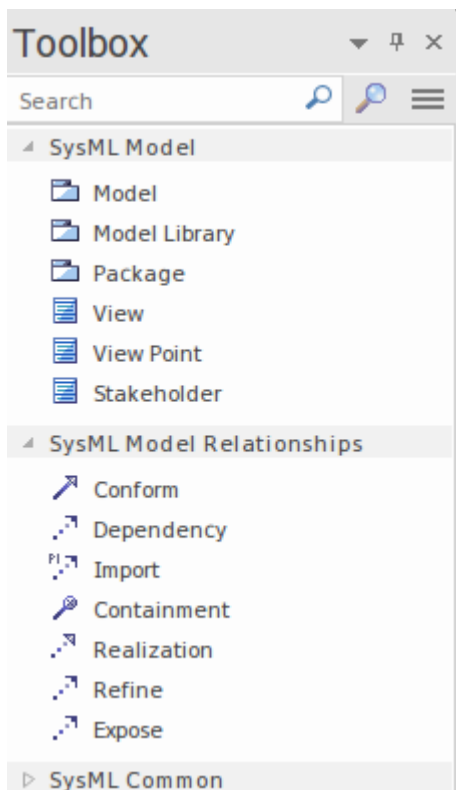 Toolbox
Search
SysML Model
Model
Model Library
Package
View
View Point
Stakeholder
SysML Model Relationships
Conform
Dependency
PI
Import
Containment
Realization
Refine
Expose
SysML Common